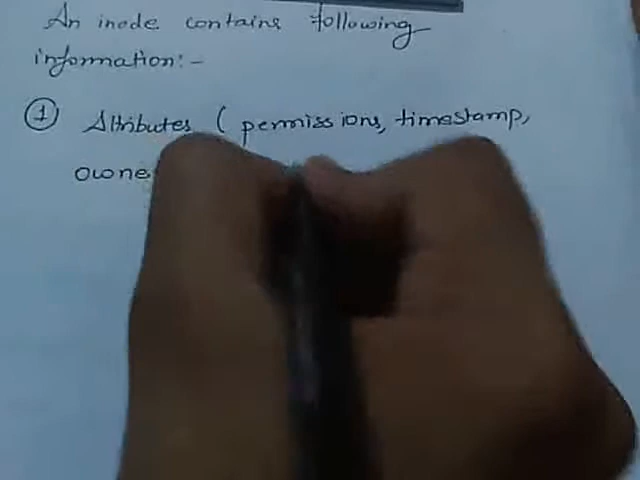 An inode contains following
information:-
① Attributes ( permissions, timestamp,
owne